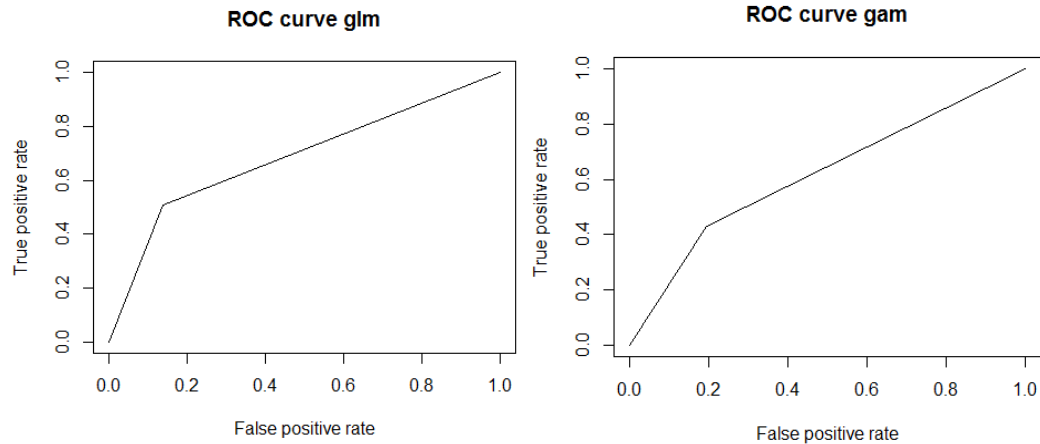 ROC curve glm
True positive rate
1.0
0.8
0.6
0.4
0.2
0.0
0.0 0.2 0.4 0.6 0.8 1.0
False positive rate
ROC curve gam
True positive rate
1.0
0.8
0.6
0.4
0.2
0.0
0.0 0.2 0.4 0.6 0.8 1.0
False positive rate